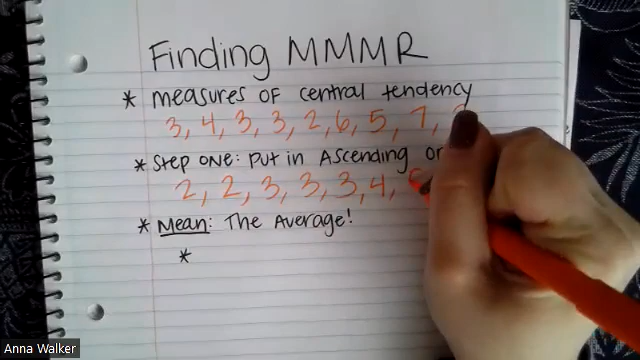 Finding MMMR
* measures of central tendency
3, 4, 3, 3, 2, 6, 5, 7,
* Step one: Put in Ascending
2, 2, 3, 3, 3, 4,
* Mean: The Average!
*
Anna Walker